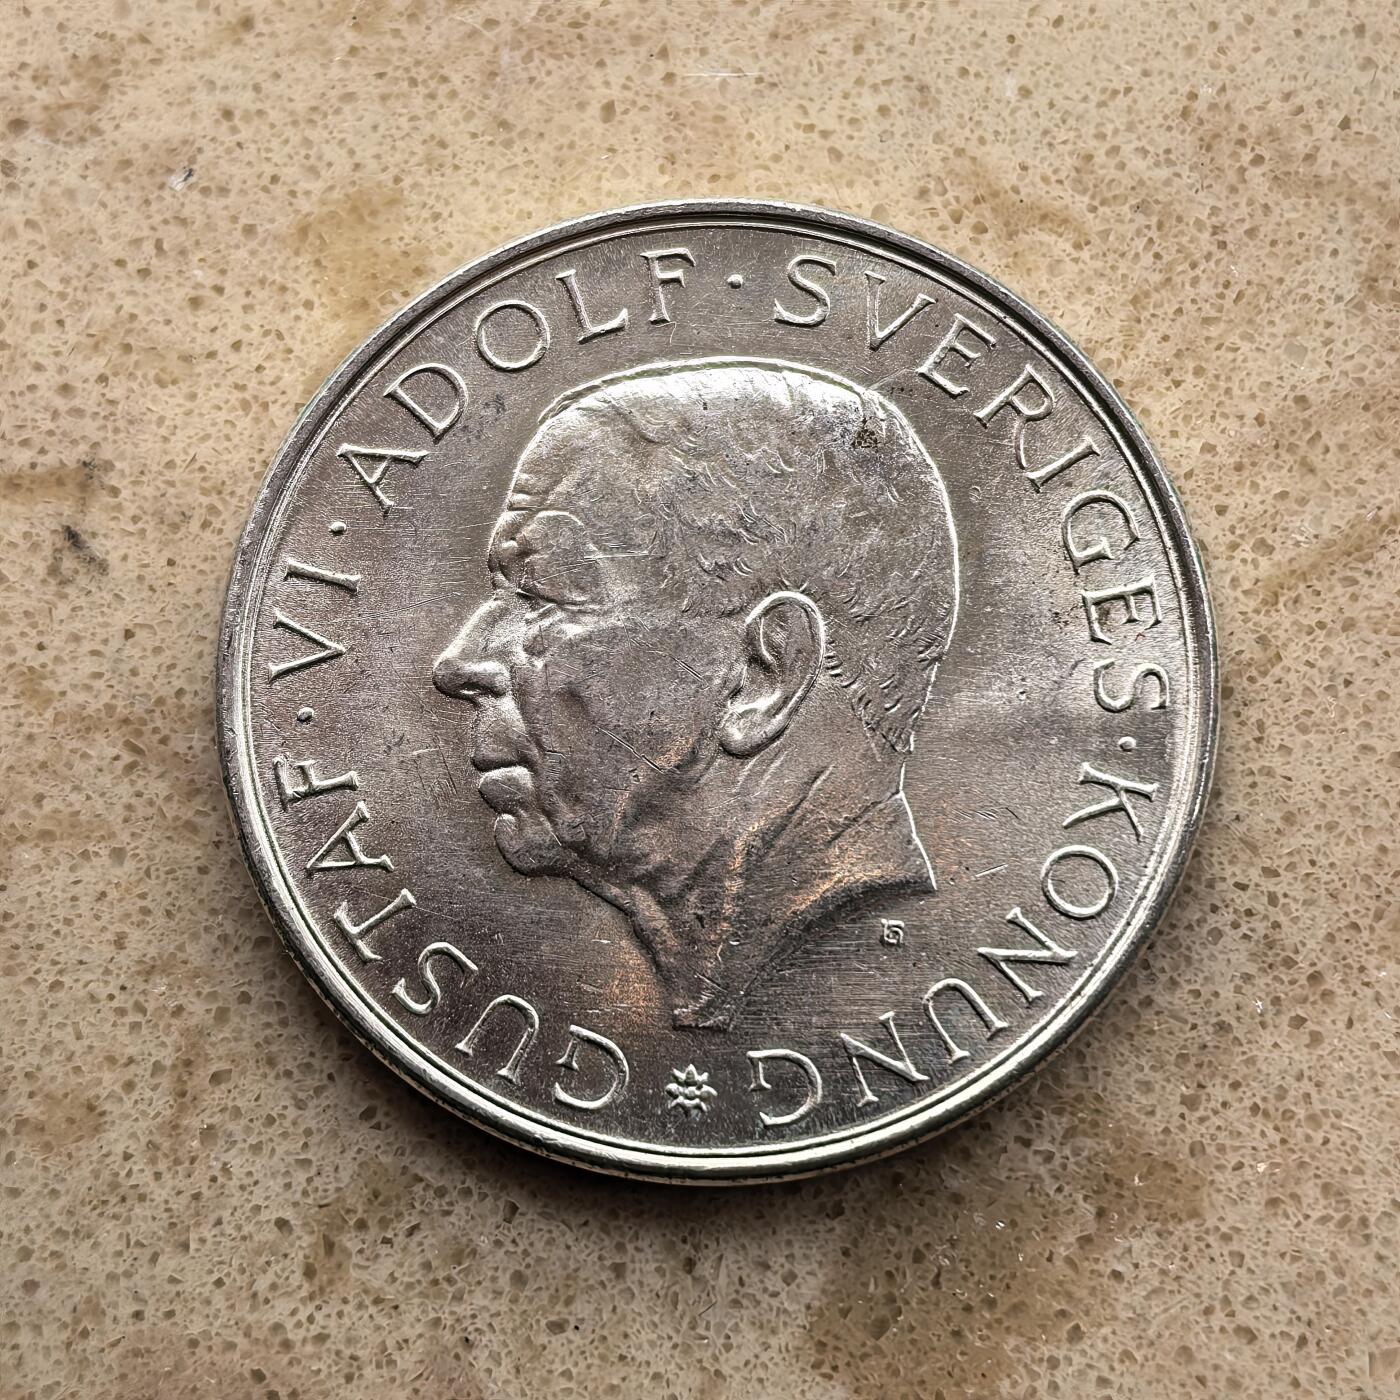 GUSTAF · VI · ADOLF · SVERIGES · KONUNG